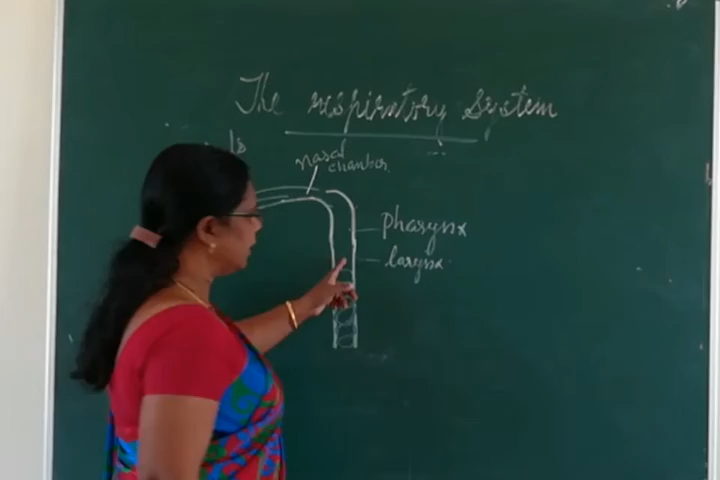 The respiratory system
nasal
chamber
pharynx
larynx